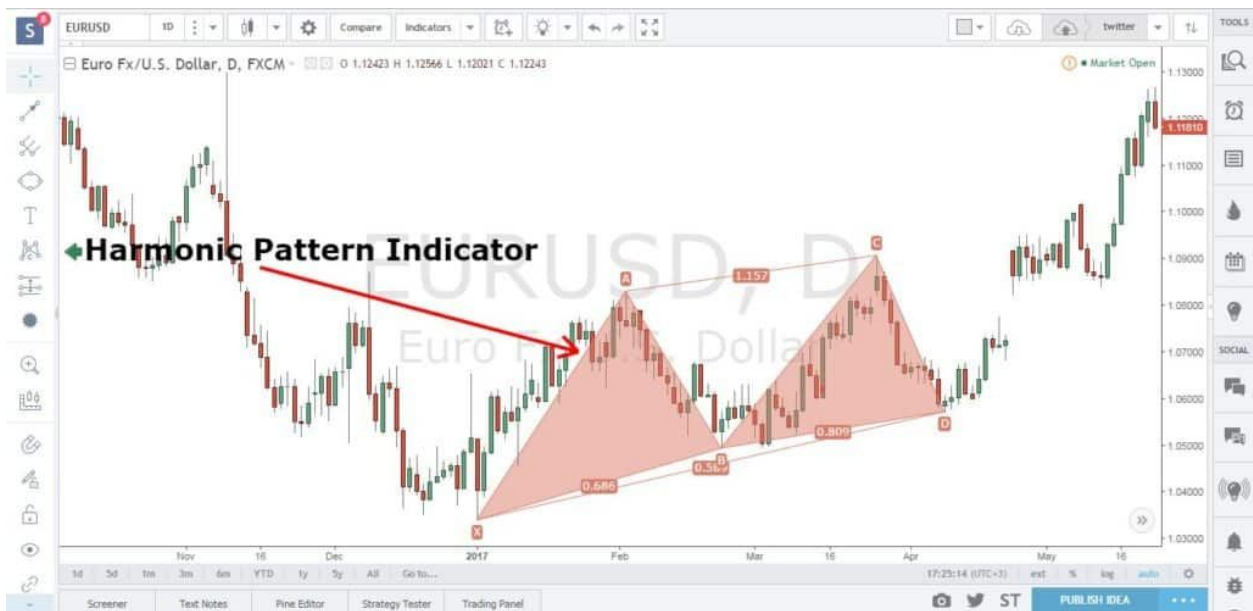 S 8 EURUSD 1D Compare Indicators twitter TOOLS
Euro Fx/U.S. Dollar, D, FXCM O 1.12423 H 1.12566 L 1.12021 C 1.12243 Market Open
1.13000
1.11810
1.11000
1.10000
Harmonic Pattern Indicator
EURUSD, D
1.09000
C
1.157
A
1.08000
Euro Fx/U.S. Dollar
1.07000
SOCIAL
1.06000
D
0.809
1.05000
B
0.686
1.04000
X
1.03000
Nov 16 Dec 2017 Feb Mar 16 Apr May 16
1d 5d 1m 3m 6m YTD 1y 5y All Go to... 17:25:14 (UTC+3) ext % log auto
Screener Text Notes Pine Editor Strategy Tester Trading Panel ST PUBLISH IDEA